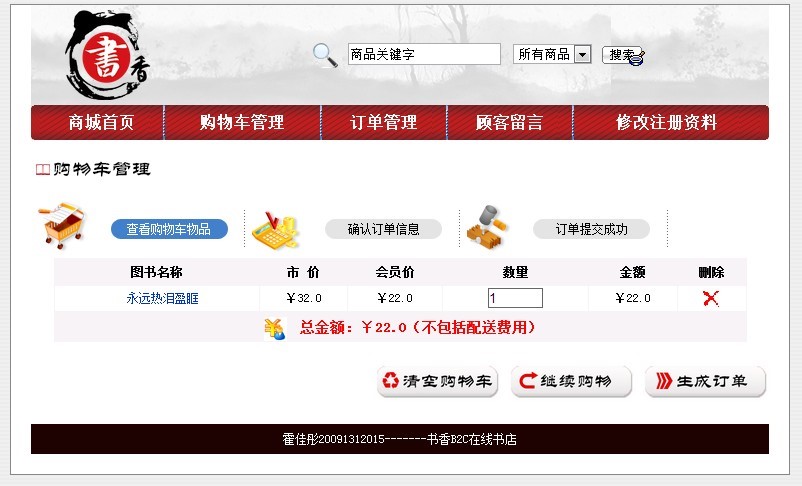 書香
商品关键字 所有商品 搜索
商城首页 购物车管理 订单管理 顾客留言 修改注册资料
购物车管理
查看购物车物品 确认订单信息 订单提交成功
图书名称 市 价 会员价 数量 金额 删除
永远热泪盈眶 ￥32.0 ￥22.0 1 ￥22.0
总金额：￥22.0（不包括配送费用）
清空购物车 继续购物 生成订单
霍佳彤20091312015-------书香B2C在线书店